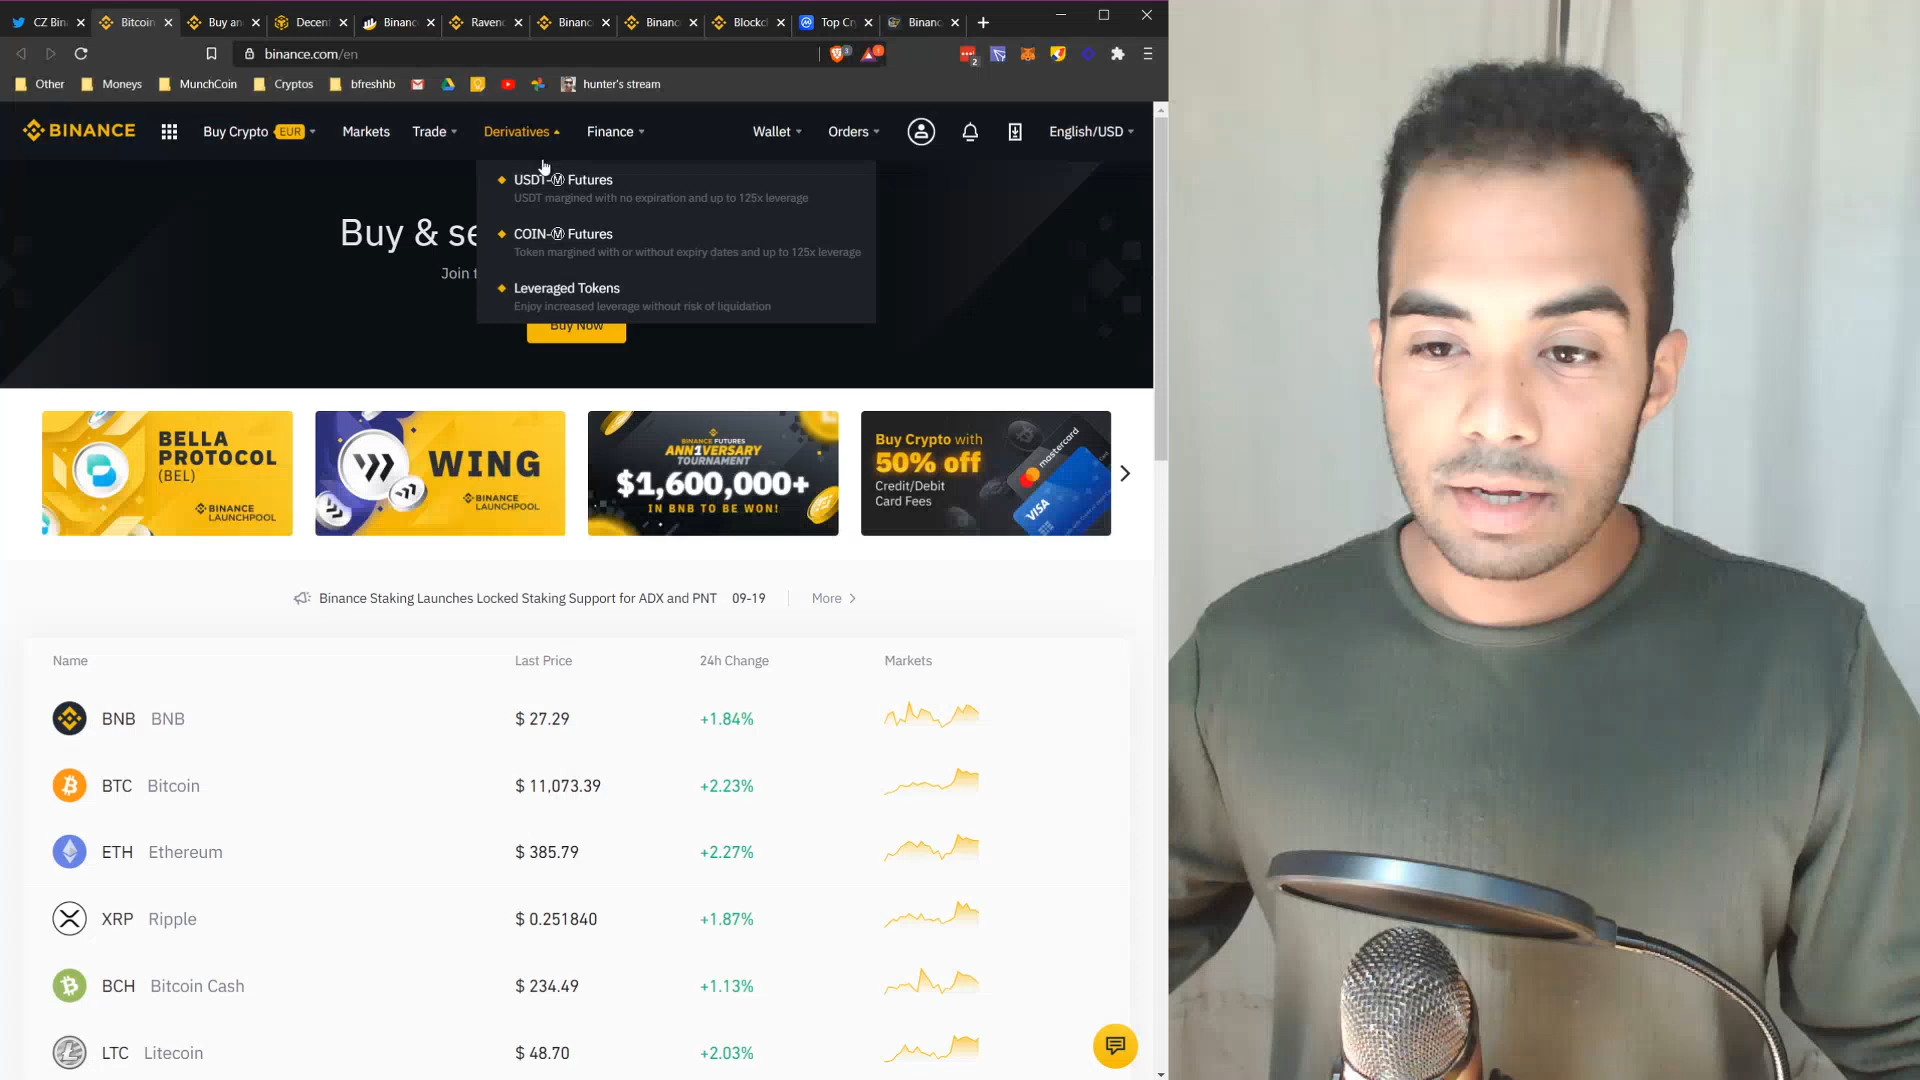 CZ Bin
Bitcoin
Buy an
Decent
Binanc
Ravenc
Binanc
Binanc
Blockc
Top Cr
Binanc
binance.com/en
Other
Moneys
MunchCoin
Cryptos
bfreshhb
hunter's stream
BINANCE
Buy Crypto EUR
Markets
Trade
Derivatives
Finance
Wallet
Orders
English/USD
USDT-Ⓜ Futures
USDT margined with no expiration and up to 125x leverage
COIN-Ⓜ Futures
Token margined with or without expiry dates and up to 125x leverage
Leveraged Tokens
Enjoy increased leverage without risk of liquidation
Buy & se
Join t
Buy Now
BELLA
PROTOCOL
(BEL)
BINANCE
LAUNCHPOOL
WING
BINANCE
LAUNCHPOOL
BINANCE FUTURES
ANN1VERSARY
TOURNAMENT
$1,600,000+
IN BNB TO BE WON!
Buy Crypto with
50% off
Credit/Debit
Card Fees
mastercard
VISA
Binance Staking Launches Locked Staking Support for ADX and PNT 09-19
More
Name Last Price 24h Change Markets
BNB BNB $ 27.29 +1.84%
BTC Bitcoin $ 11,073.39 +2.23%
ETH Ethereum $ 385.79 +2.27%
XRP Ripple $ 0.251840 +1.87%
BCH Bitcoin Cash $ 234.49 +1.13%
LTC Litecoin $ 48.70 +2.03%